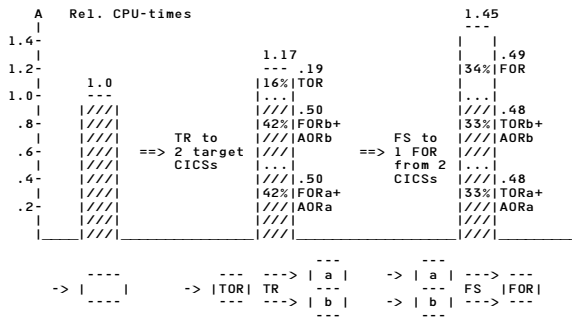 A Rel. CPU-times 1.45
1.4-
1.17
1.2- .19 .49
1.0 16% TOR 34% FOR
1.0- ...  ...
.50 .48
.8- 42% FORb+ 33% TORb+
TR to AORb FS to AORb
.6- ==> 2 target ==> 1 FOR
CICSs ... from 2 ...
.4- .50 CICSs .48
42% FORa+ 33% TORa+
.2- AORa AORa
---> | a | -> | a | --->
-> | | -> |TOR| TR FS |FOR|
---> | b | -> | b | --->